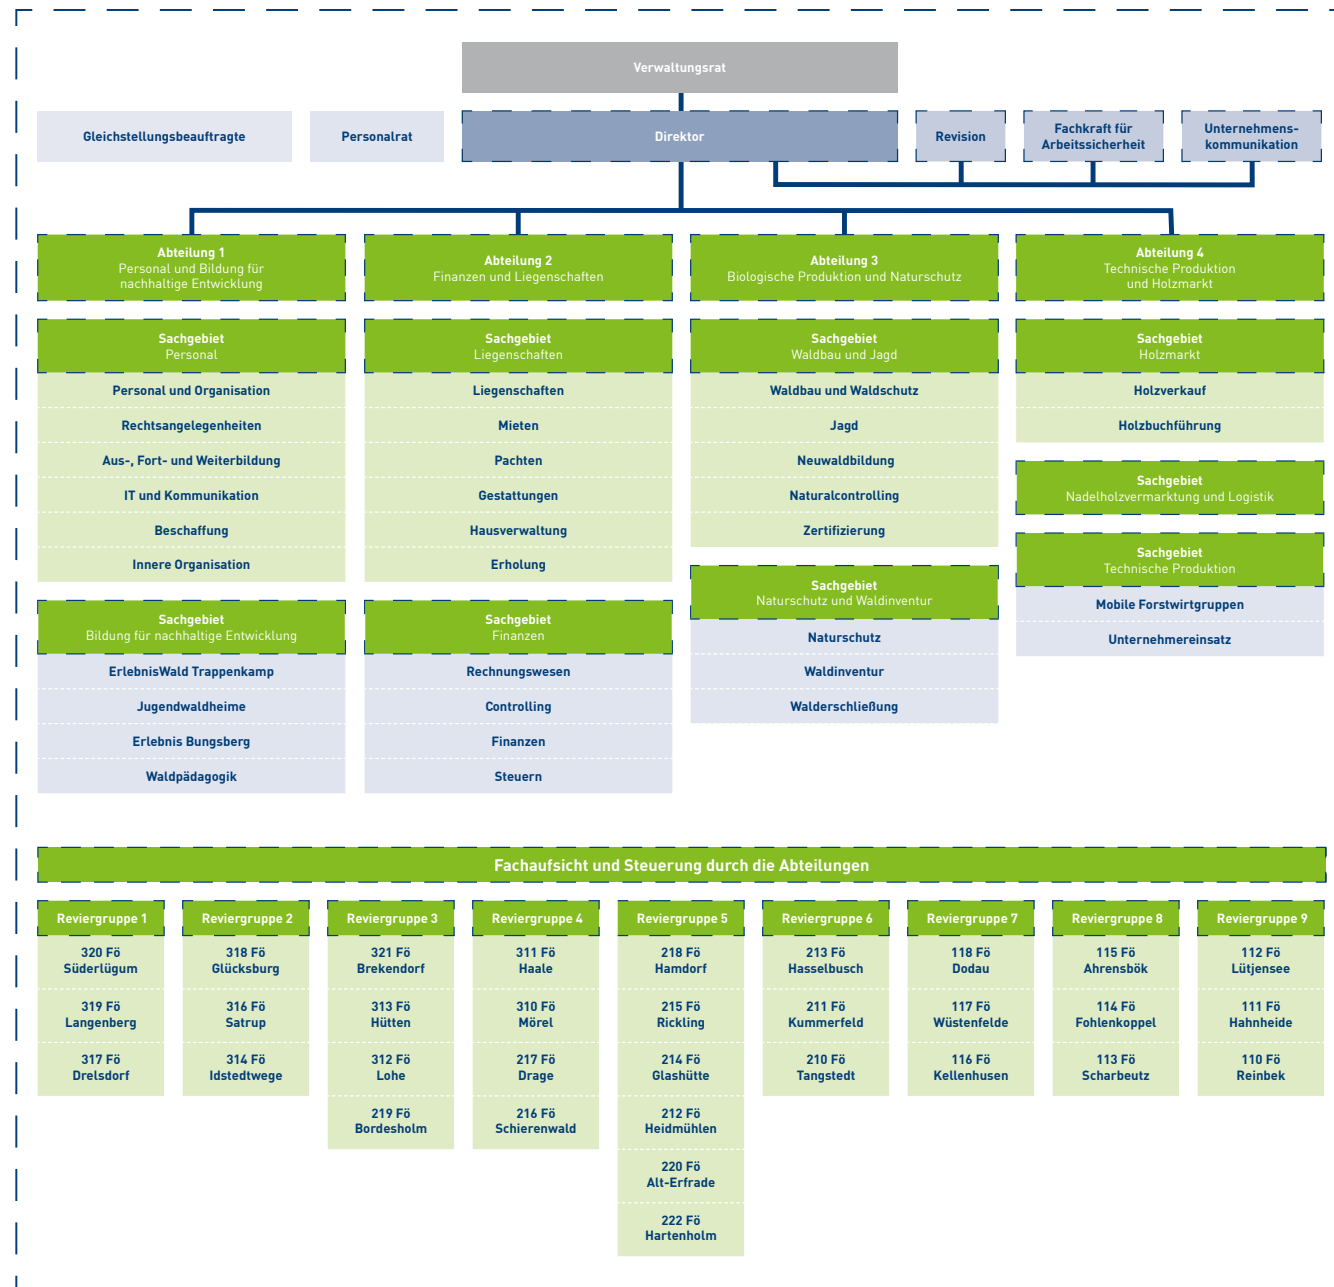 Verwaltungsrat
Gleichstellungsbeauftragte
Personalrat
Direktor
Revision
Fachkraft für
Arbeitssicherheit
Unternehmens-
kommunikation
Abteilung 1
Personal und Bildung für
nachhaltige Entwicklung
Sachgebiet
Personal
Personal und Organisation
Rechtsangelegenheiten
Aus-, Fort- und Weiterbildung
IT und Kommunikation
Beschaffung
Innere Organisation
Sachgebiet
Bildung für nachhaltige Entwicklung
ErlebnisWald Trappenkamp
Jugendwaldheime
Erlebnis Bungsberg
Waldpädagogik
Abteilung 2
Finanzen und Liegenschaften
Sachgebiet
Liegenschaften
Liegenschaften
Mieten
Pachten
Gestattungen
Hausverwaltung
Erholung
Sachgebiet
Finanzen
Rechnungswesen
Controlling
Finanzen
Steuern
Abteilung 3
Biologische Produktion und Naturschutz
Sachgebiet
Waldbau und Jagd
Waldbau und Waldschutz
Jagd
Neuwaldbildung
Naturalcontrolling
Zertifizierung
Sachgebiet
Naturschutz und Waldinventur
Naturschutz
Waldinventur
Walderschließung
Abteilung 4
Technische Produktion
und Holzmarkt
Sachgebiet
Holzmarkt
Holzverkauf
Holzbuchführung
Sachgebiet
Nadelholzvermarktung und Logistik
Sachgebiet
Technische Produktion
Mobile Forstwirtgruppen
Unternehmereinsatz
Fachaufsicht und Steuerung durch die Abteilungen
Reviergruppe 1
320 Fö
Süderlügum
319 Fö
Langenberg
317 Fö
Drelsdorf
Reviergruppe 2
318 Fö
Glücksburg
316 Fö
Satrup
314 Fö
Idstedtwege
Reviergruppe 3
321 Fö
Brekendorf
313 Fö
Hütten
312 Fö
Lohe
219 Fö
Bordesholm
Reviergruppe 4
311 Fö
Haale
310 Fö
Mörel
217 Fö
Drage
216 Fö
Schierenwald
Reviergruppe 5
218 Fö
Hamdorf
215 Fö
Rickling
214 Fö
Glashütte
212 Fö
Heidmühlen
220 Fö
Alt-Erfrade
222 Fö
Hartenholm
Reviergruppe 6
213 Fö
Hasselbusch
211 Fö
Kummerfeld
210 Fö
Tangstedt
Reviergruppe 7
118 Fö
Dodau
117 Fö
Wüstenfelde
116 Fö
Kellenhusen
Reviergruppe 8
115 Fö
Ahrensbök
114 Fö
Fohlenkoppel
113 Fö
Scharbeutz
Reviergruppe 9
112 Fö
Lütjensee
111 Fö
Hahnheide
110 Fö
Reinbek